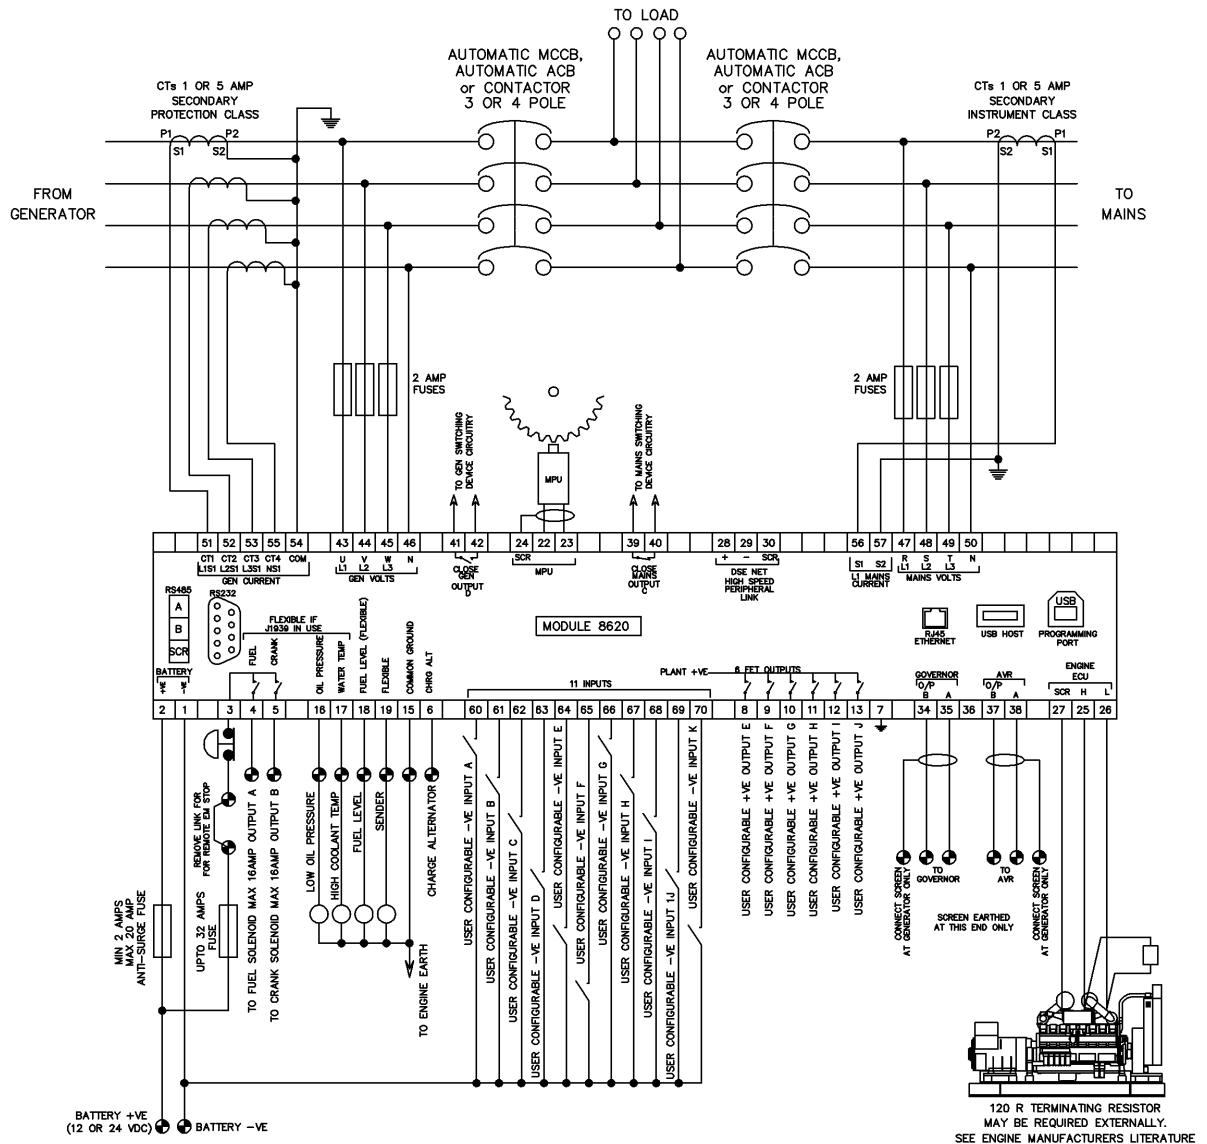 TO LOAD
AUTOMATIC MCCB,
AUTOMATIC ACB
or CONTACTOR
3 OR 4 POLE
AUTOMATIC MCCB,
AUTOMATIC ACB
or CONTACTOR
3 OR 4 POLE
CTs 1 OR 5 AMP
SECONDARY
PROTECTION CLASS
CTs 1 OR 5 AMP
SECONDARY
INSTRUMENT CLASS
P1 P2
S1 S2
P2 P1
S2 S1
FROM
GENERATOR
TO
MAINS
2 AMP
FUSES
2 AMP
FUSES
TO GEN SWITCHING
DEVICE CIRCUITRY
MPU
TO MAINS SWITCHING
DEVICE CIRCUITRY
51 52 53 55 54 43 44 45 46 41 42 24 22 23 39 40 28 29 30 56 57 47 48 49 50
CT1 CT2 CT3 CT4 COM
L1S1 L2S1 L3S1 NS1
GEN CURRENT
U V W N
L1 L2 L3
GEN VOLTS
CLOSE
GEN
OUTPUT
D
SCR
MPU
CLOSE
MAINS
OUTPUT
C
+ - SCR
DSE NET
HIGH SPEED
PERIPHERAL
LINK
S1 S2
L1 MAINS
CURRENT
R S T N
L1 L2 L3
MAINS VOLTS
RS485
A
B
SCR
RS232
FLEXIBLE IF
J1939 IN USE
MODULE 8620
RJ45
ETHERNET
USB HOST
USB
PROGRAMMING
PORT
BATTERY
+VE
-VE
FUEL
CRANK
OIL PRESSURE
WATER TEMP
FUEL LEVEL (FLEXIBLE)
FLEXIBLE
COMMON GROUND
CHRG ALT
11 INPUTS
PLANT +VE
6 FET OUTPUTS
GOVERNOR
O/P
B A
AVR
O/P
B A
ENGINE
ECU
SCR H L
2 1 3 4 5 16 17 18 19 15 6 60 61 62 63 64 65 66 67 68 69 70 8 9 10 11 12 13 7 34 35 36 37 38 27 25 26
REMOVE LINK FOR
FOR REMOTE EM STOP
MIN 2 AMPS
MAX 20 AMP
ANTI-SURGE FUSE
UPTO 32 AMPS
FUSE
TO FUEL SOLENOID MAX 16AMP OUTPUT A
TO CRANK SOLENOID MAX 16AMP OUTPUT B
LOW OIL PRESSURE
HIGH COOLANT TEMP
FUEL LEVEL
SENDER
TO ENGINE EARTH
CHARGE ALTERNATOR
USER CONFIGURABLE -VE INPUT A
USER CONFIGURABLE -VE INPUT B
USER CONFIGURABLE -VE INPUT C
USER CONFIGURABLE -VE INPUT D
USER CONFIGURABLE -VE INPUT E
USER CONFIGURABLE -VE INPUT F
USER CONFIGURABLE -VE INPUT G
USER CONFIGURABLE -VE INPUT H
USER CONFIGURABLE -VE INPUT I
USER CONFIGURABLE -VE INPUT 1J
USER CONFIGURABLE -VE INPUT K
USER CONFIGURABLE +VE OUTPUT E
USER CONFIGURABLE +VE OUTPUT F
USER CONFIGURABLE +VE OUTPUT G
USER CONFIGURABLE +VE OUTPUT H
USER CONFIGURABLE +VE OUTPUT I
USER CONFIGURABLE +VE OUTPUT J
CONNECT SCREEN
AT GENERATOR ONLY
TO
GOVERNOR
TO
AVR
CONNECT SCREEN
AT GENERATOR ONLY
SCREEN EARTHED
AT THIS END ONLY
BATTERY +VE
(12 OR 24 VDC)
BATTERY -VE
120 R TERMINATING RESISTOR
MAY BE REQUIRED EXTERNALLY.
SEE ENGINE MANUFACTURERS LITERATURE